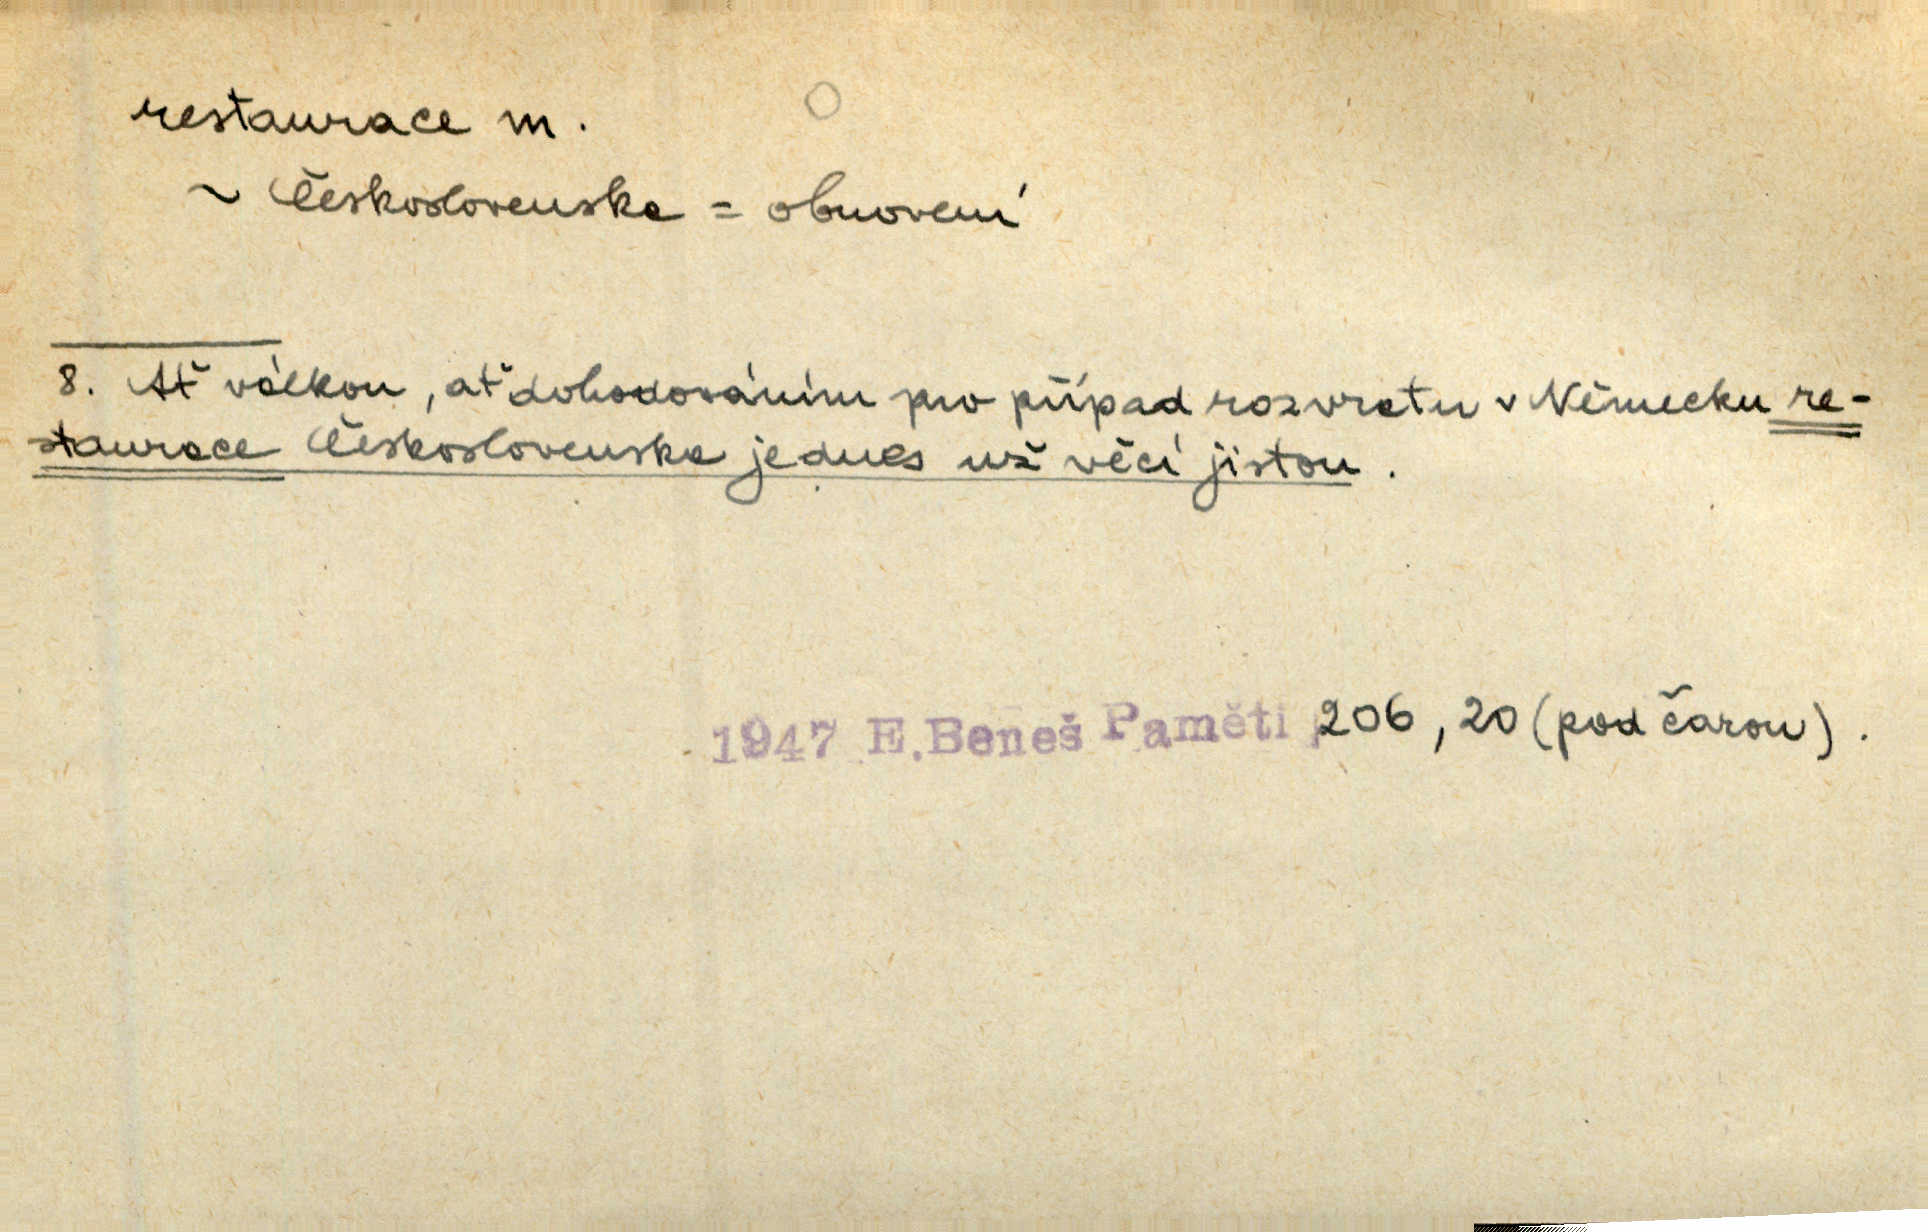 restaurace m.
~ Československa = obnovení
8. Ať válkou, ať dohodováním pro případ rozvratu v Německu re-
staurace Československa je dnes už věcí jistou.
1947 E. Beneš Paměti 206, 20 (pod čarou).